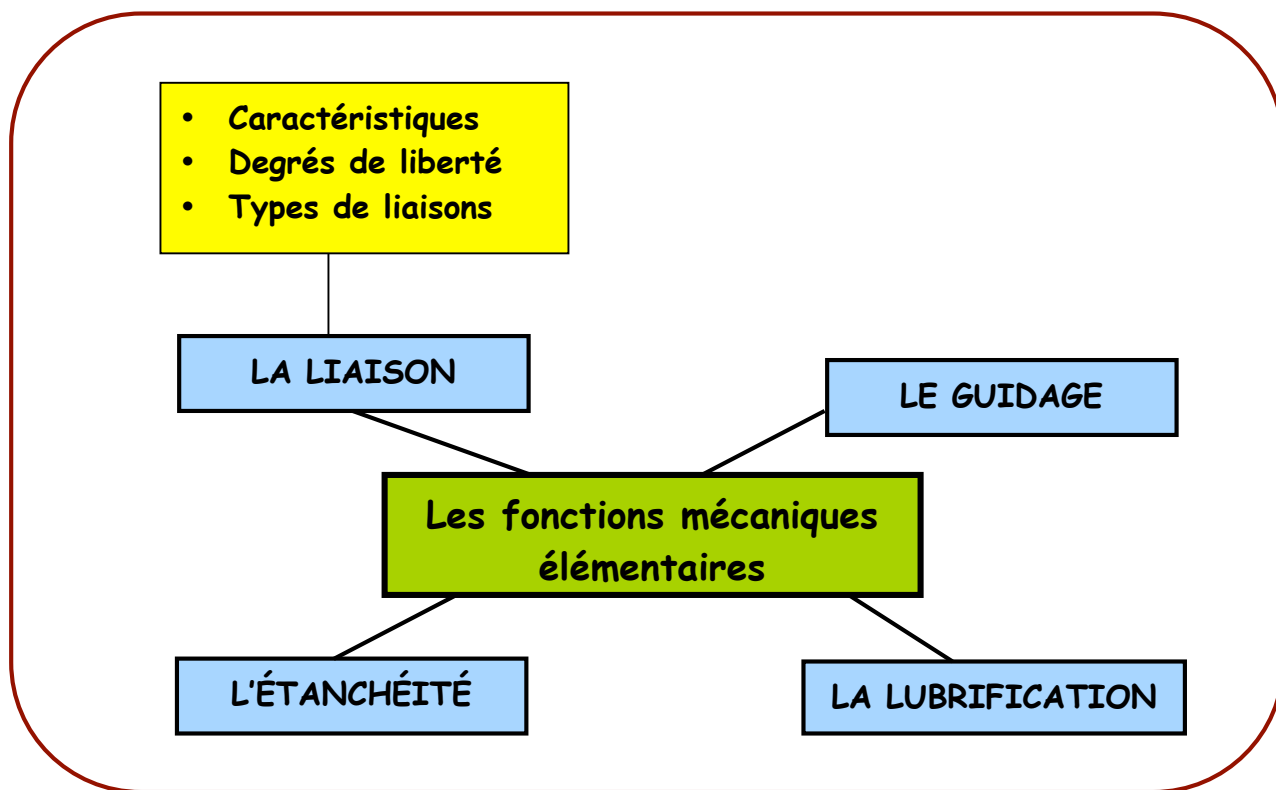 • Caractéristiques
• Degrés de liberté
• Types de liaisons
LA LIAISON
LE GUIDAGE
Les fonctions mécaniques
élémentaires
L'ÉTANCHÉITÉ
LA LUBRIFICATION